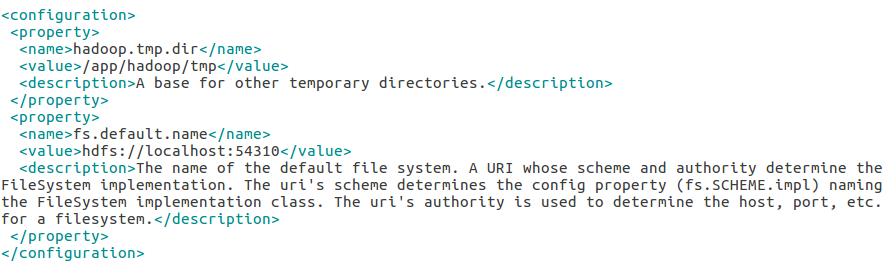 <configuration>
 <property>
  <name>hadoop.tmp.dir</name>
  <value>/app/hadoop/tmp</value>
  <description>A base for other temporary directories.</description>
 </property>
 <property>
  <name>fs.default.name</name>
  <value>hdfs://localhost:54310</value>
  <description>The name of the default file system. A URI whose scheme and authority determine the
FileSystem implementation. The uri's scheme determines the config property (fs.SCHEME.impl) naming
the FileSystem implementation class. The uri's authority is used to determine the host, port, etc.
for a filesystem.</description>
 </property>
</configuration>